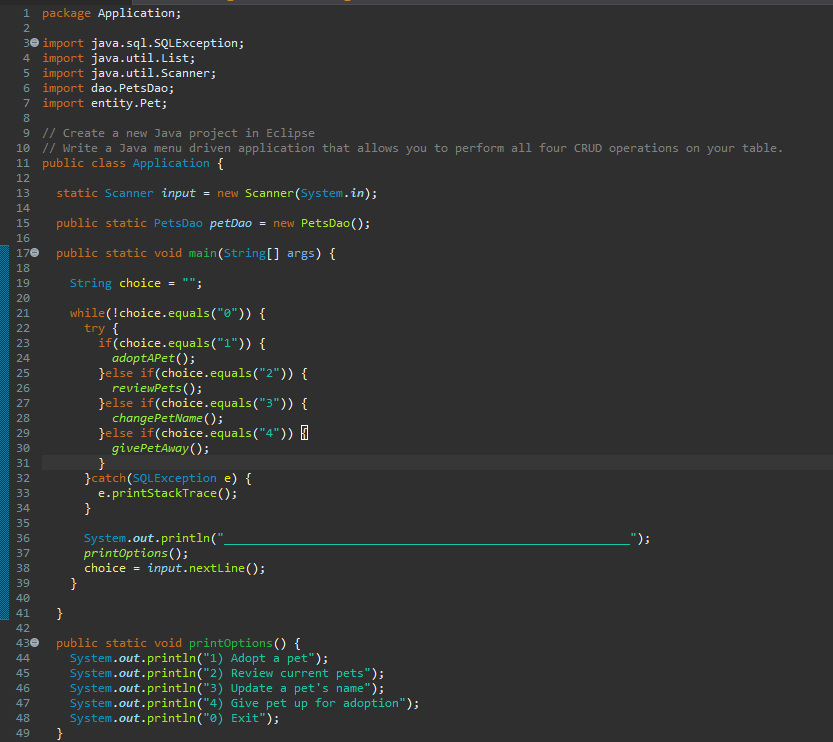 1 package Application;
2
3 import java.sql.SQLException;
4 import java.util.List;
5 import java.util.Scanner;
6 import dao.PetsDao;
7 import entity.Pet;
8
9 // Create a new Java project in Eclipse
10 // Write a Java menu driven application that allows you to perform all four CRUD operations on your table.
11 public class Application {
12
13   static Scanner input = new Scanner(System.in);
14
15   public static PetsDao petDao = new PetsDao();
16
17   public static void main(String[] args) {
18
19     String choice = "";
20
21     while(!choice.equals("0")) {
22       try {
23         if(choice.equals("1")) {
24           adoptAPet();
25         }else if(choice.equals("2")) {
26           reviewPets();
27         }else if(choice.equals("3")) {
28           changePetName();
29         }else if(choice.equals("4")) {
30           givePetAway();
31         }
32       }catch(SQLException e) {
33         e.printStackTrace();
34       }
35
36       System.out.println("__________________________________________________________");
37       printOptions();
38       choice = input.nextLine();
39     }
40
41   }
42
43   public static void printOptions() {
44     System.out.println("1) Adopt a pet");
45     System.out.println("2) Review current pets");
46     System.out.println("3) Update a pet's name");
47     System.out.println("4) Give pet up for adoption");
48     System.out.println("0) Exit");
49   }